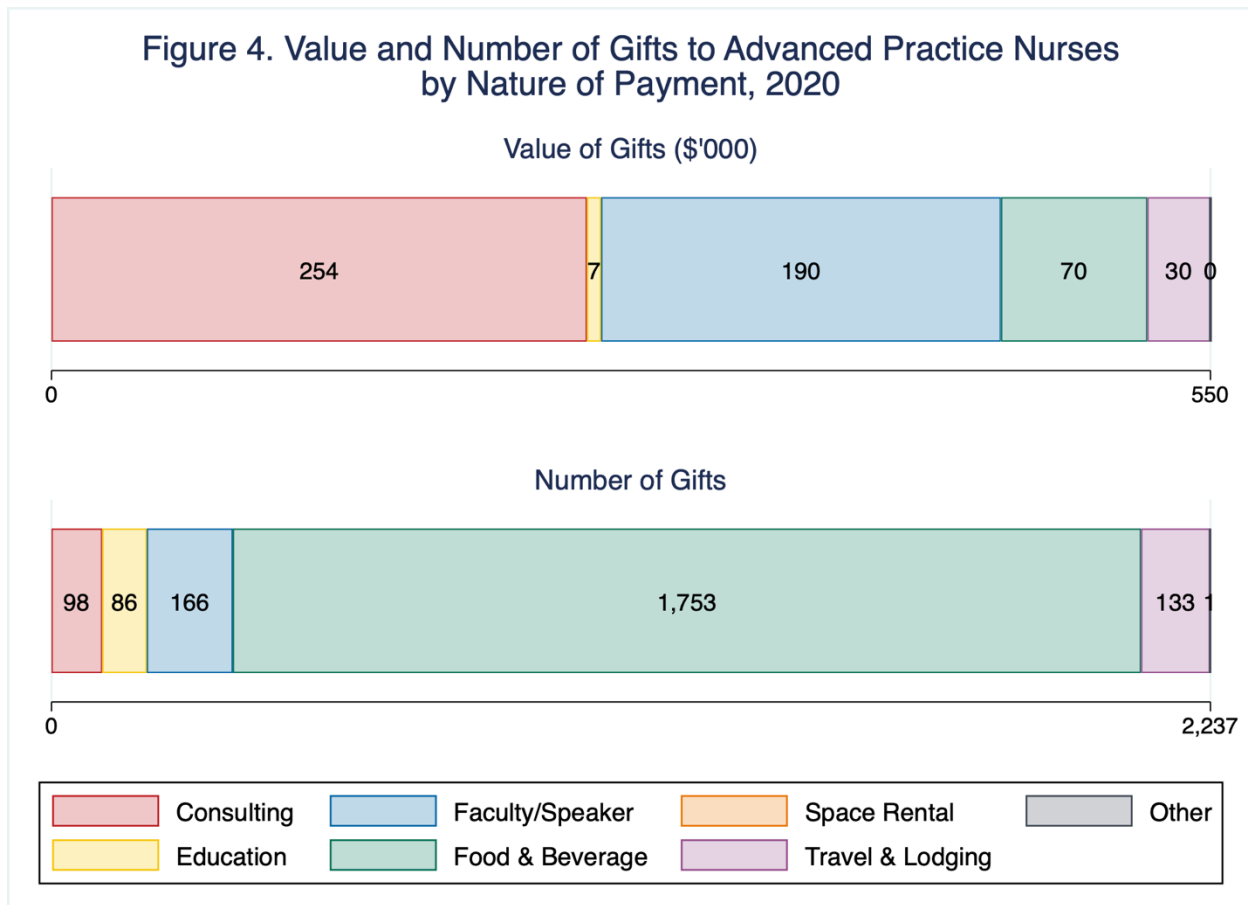 Figure 4. Value and Number of Gifts to Advanced Practice Nurses
by Nature of Payment, 2020
Value of Gifts ($'000)
254 7 190 70 30 0
0 550
Number of Gifts
98 86 166 1,753 133 1
0 2,237
Consulting Faculty/Speaker Space Rental Other
Education Food & Beverage Travel & Lodging